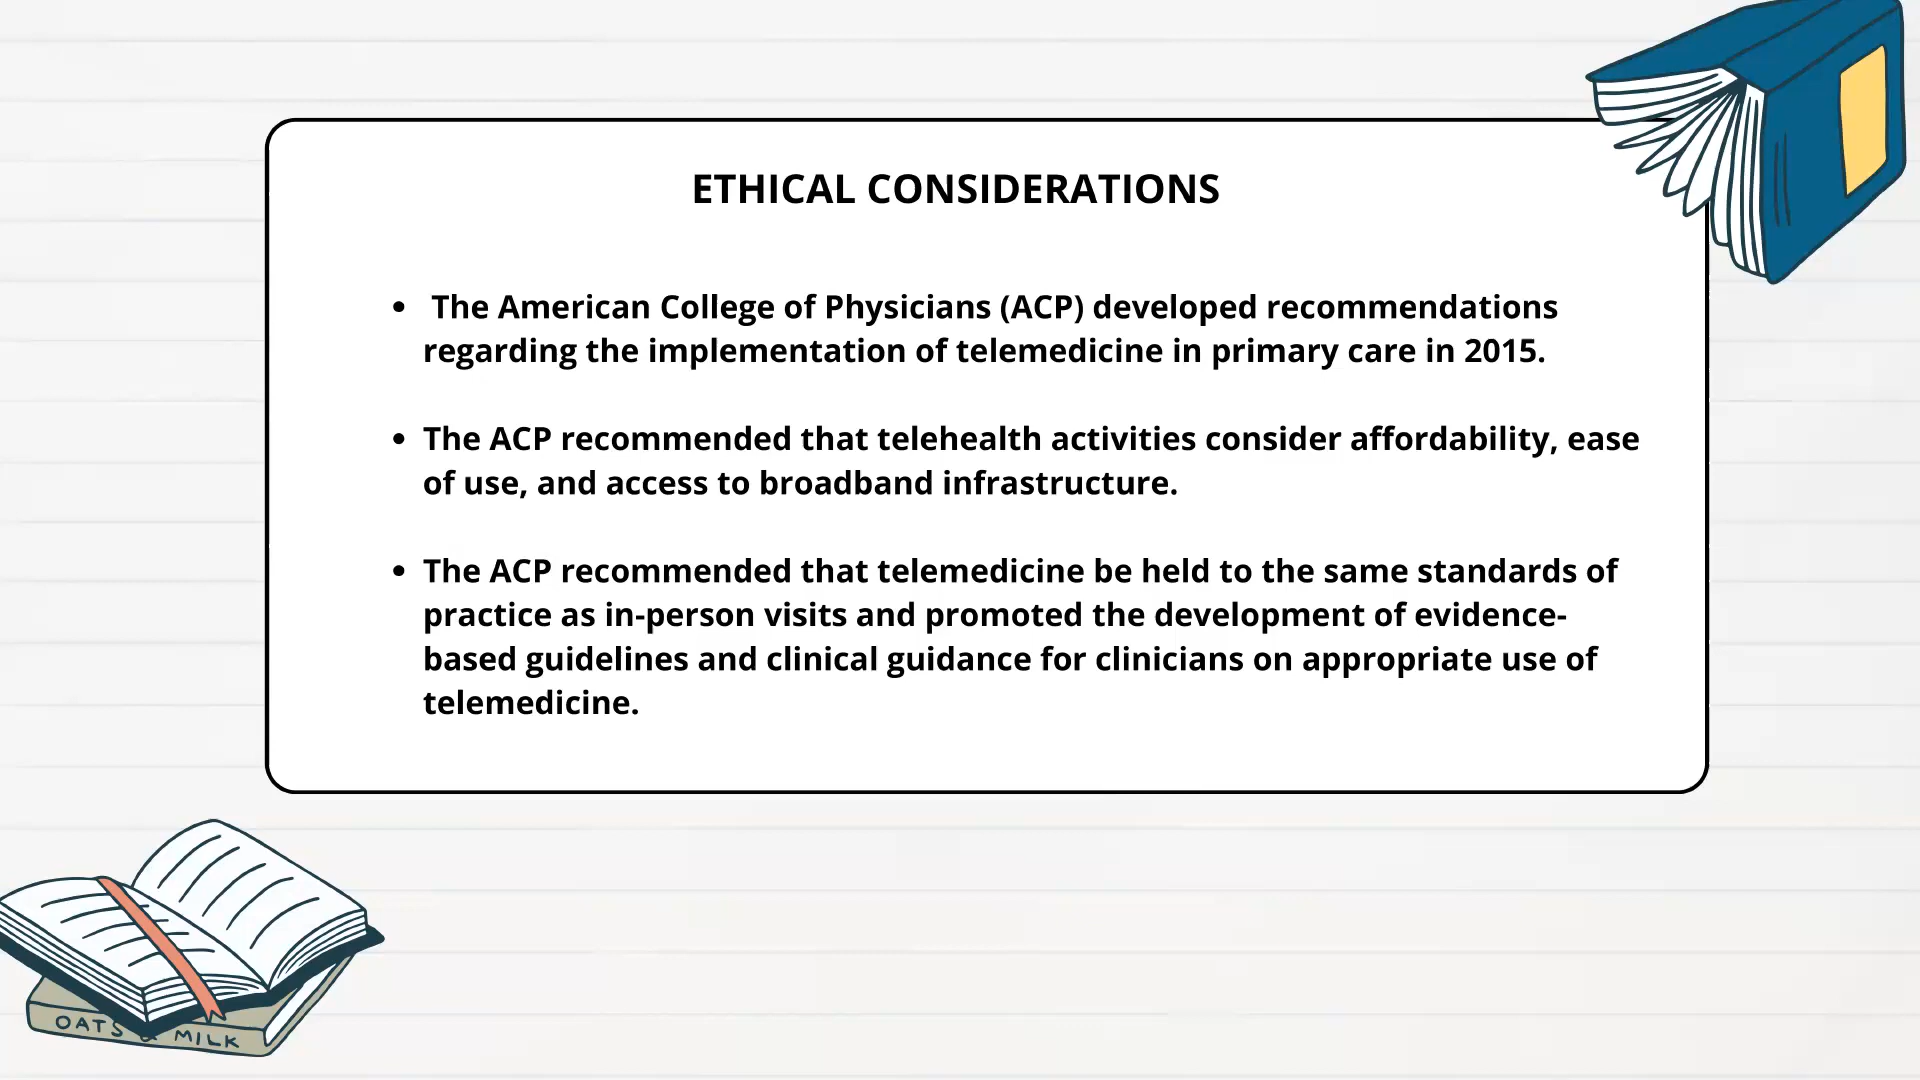 ETHICAL CONSIDERATIONS
• The American College of Physicians (ACP) developed recommendations
regarding the implementation of telemedicine in primary care in 2015.
• The ACP recommended that telehealth activities consider affordability, ease
of use, and access to broadband infrastructure.
• The ACP recommended that telemedicine be held to the same standards of
practice as in-person visits and promoted the development of evidence-
based guidelines and clinical guidance for clinicians on appropriate use of
telemedicine.
OATS & MILK